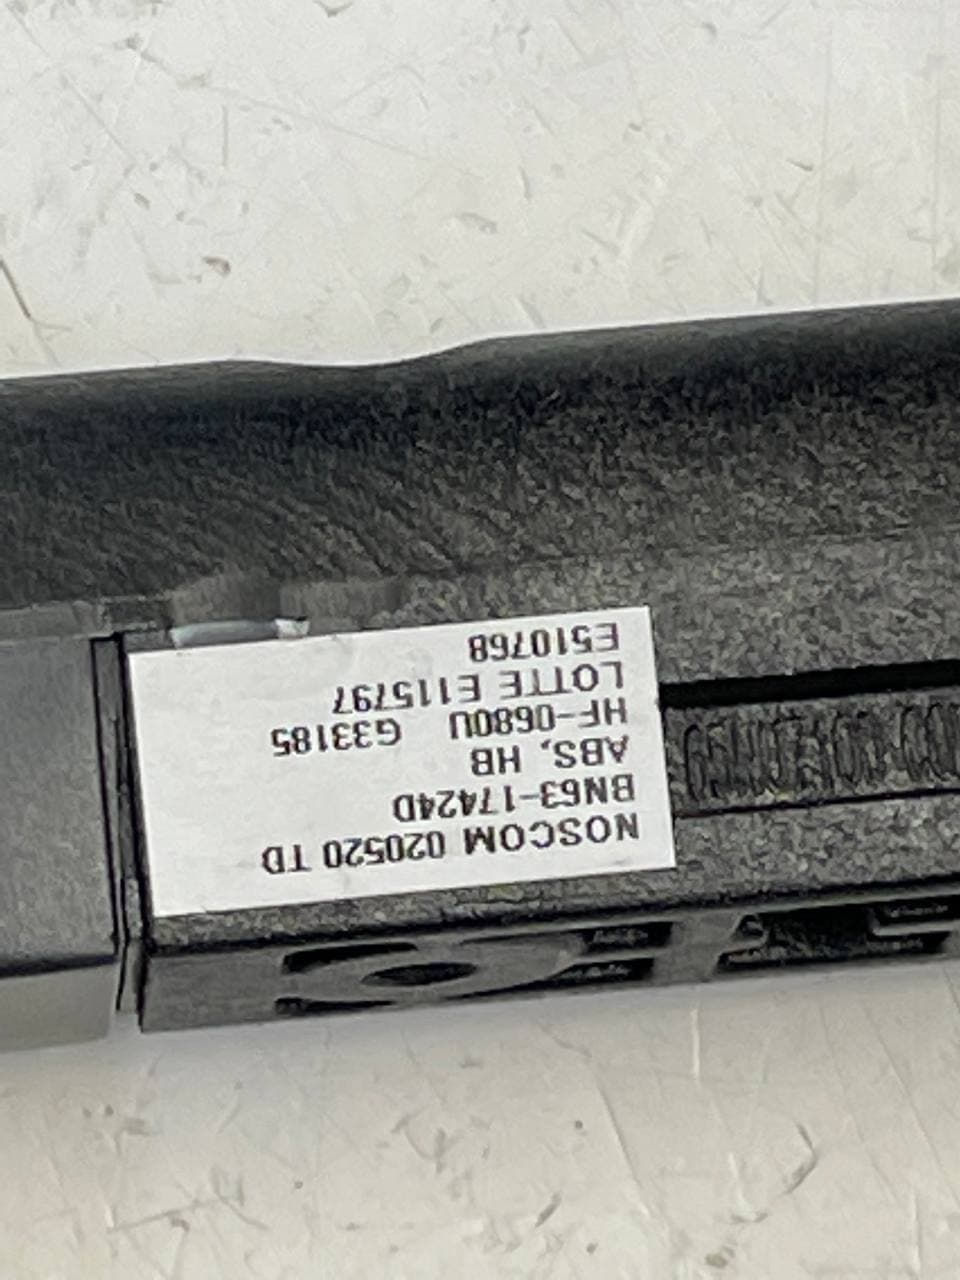 NOSCOM 020520 TD
BN63-17424D
ABS, HB
HF-0680U G33185
LOTTE E115797
E510768